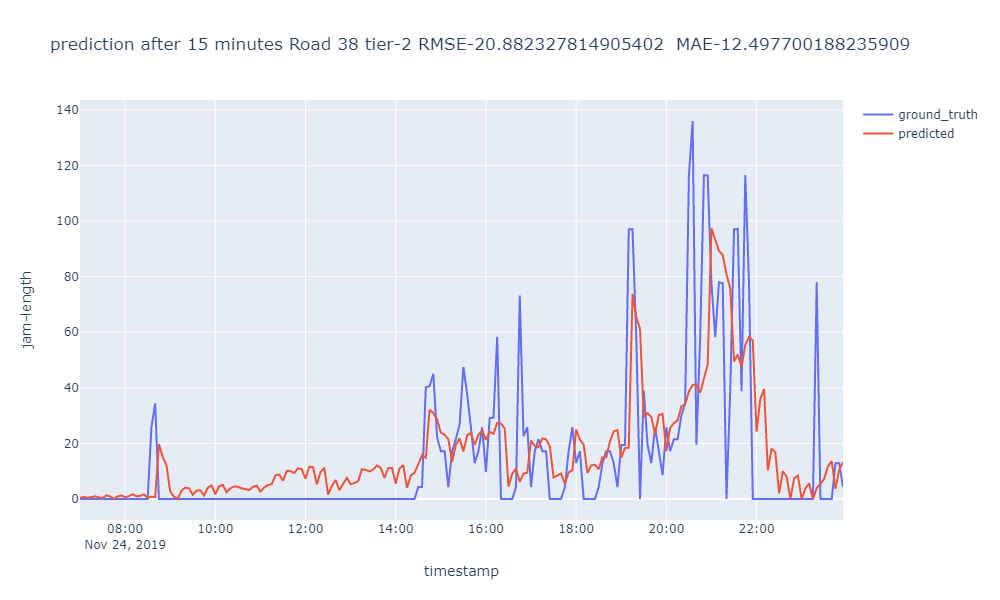 prediction after 15 minutes Road 38 tier-2 RMSE-20.882327814905402  MAE-12.497700188235909
ground_truth
predicted
140
120
100
80
60
40
20
0
jam-length
08:00 10:00 12:00 14:00 16:00 18:00 20:00 22:00
Nov 24, 2019
timestamp